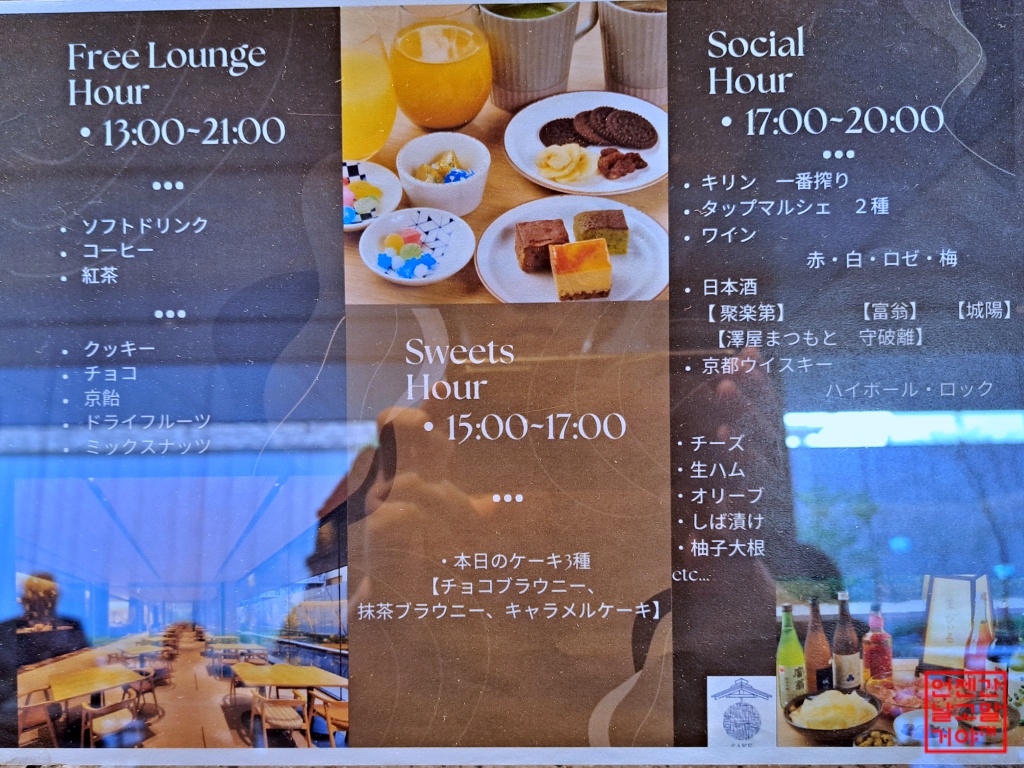 Free Lounge
Hour
• 13:00~21:00
•••
• ソフトドリンク
• コーヒー
• 紅茶
•••
• クッキー
• チョコ
• 京飴
• ドライフルーツ
• ミックスナッツ
Sweets
Hour
• 15:00~17:00
•••
・本日のケーキ3種
【チョコブラウニー、
抹茶ブラウニー、キャラメルケーキ】
Social
Hour
• 17:00~20:00
•••
• キリン　一番搾り
• タップマルシェ　２種
• ワイン
赤・白・ロゼ・梅
• 日本酒
【 聚楽第】　【富翁】　【城陽】
【澤屋まつもと　守破離】
• 京都ウイスキー
ハイボール・ロック
・チーズ
・生ハム
・オリーブ
・しば漬け
・柚子大根
etc...
SAKE